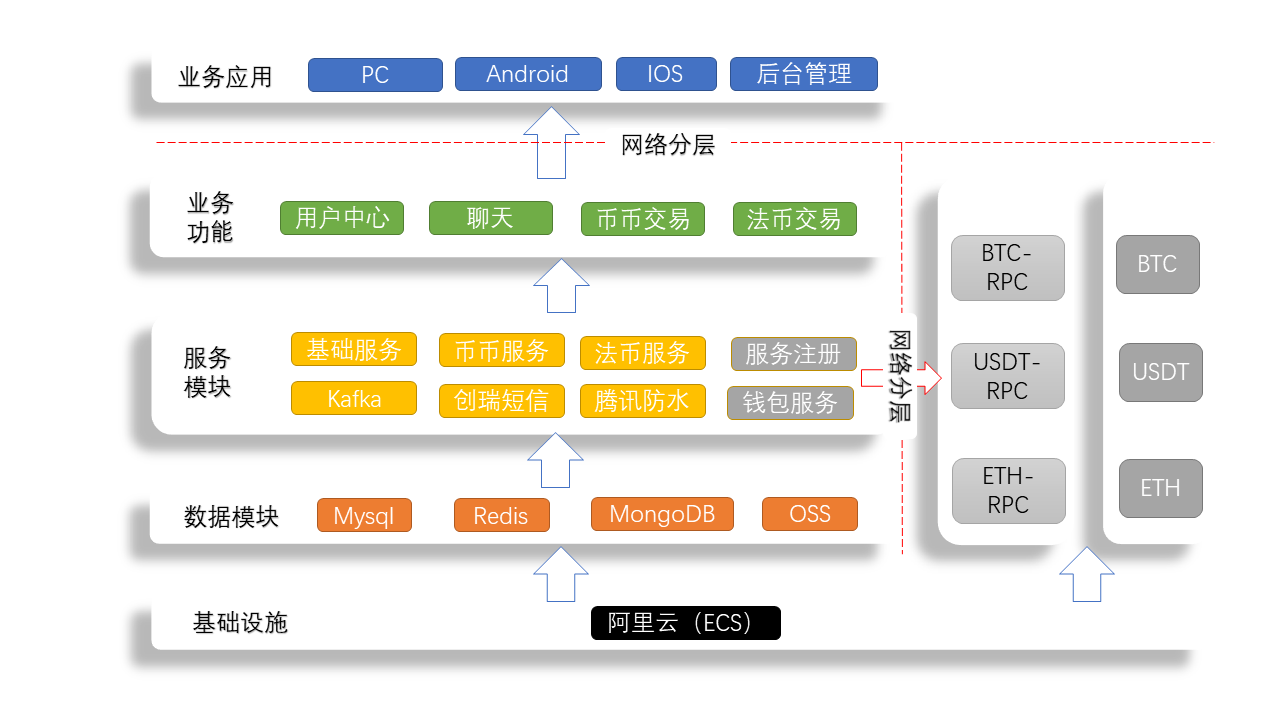 业务应用
PC
Android
IOS
后台管理
网络分层
业务
功能
用户中心
聊天
币币交易
法币交易
服务
模块
基础服务
币币服务
法币服务
服务注册
Kafka
创瑞短信
腾讯防水
钱包服务
网络分层
BTC-
RPC
BTC
USDT-
RPC
USDT
ETH-
RPC
ETH
数据模块
Mysql
Redis
MongoDB
OSS
基础设施
阿里云（ECS）